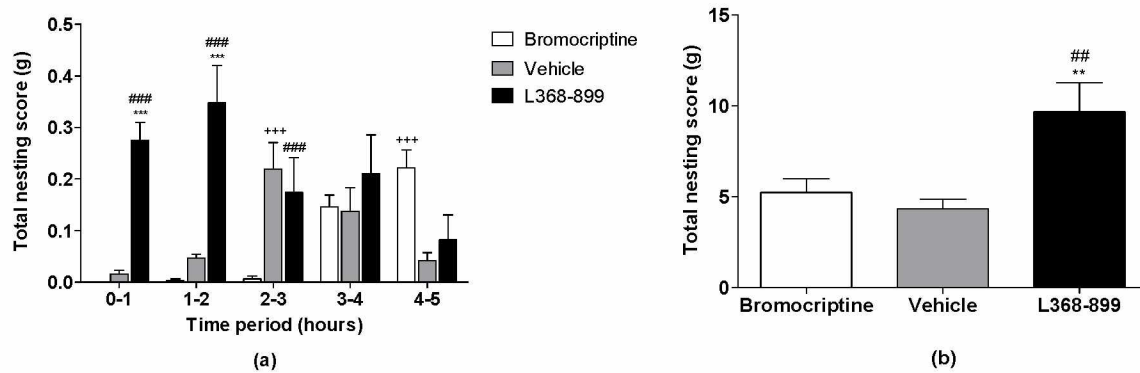 Total nesting score (g)
0.5
0.4
0.3
0.2
0.1
0.0
###
***
###
***
+++
###
+++
0-1
1-2
2-3
3-4
4-5
Time period (hours)
(a)
Bromocriptine
Vehicle
L368-899
Total nesting score (g)
15
10
5
0
##
**
Bromocriptine
Vehicle
L368-899
(b)